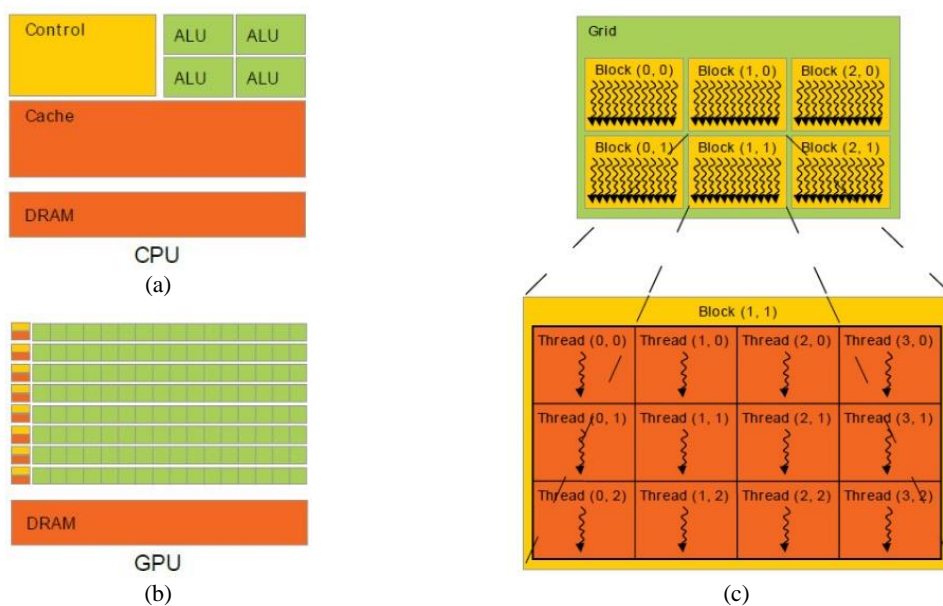 Control
ALU ALU
ALU ALU
Cache
DRAM
CPU
(a)
DRAM
GPU
(b)
Grid
Block (0, 0) Block (1, 0) Block (2, 0)
Block (0, 1) Block (1, 1) Block (2, 1)
Block (1, 1)
Thread (0, 0) Thread (1, 0) Thread (2, 0) Thread (3, 0)
Thread (0, 1) Thread (1, 1) Thread (2, 1) Thread (3, 1)
Thread (0, 2) Thread (1, 2) Thread (2, 2) Thread (3, 2)
(c)